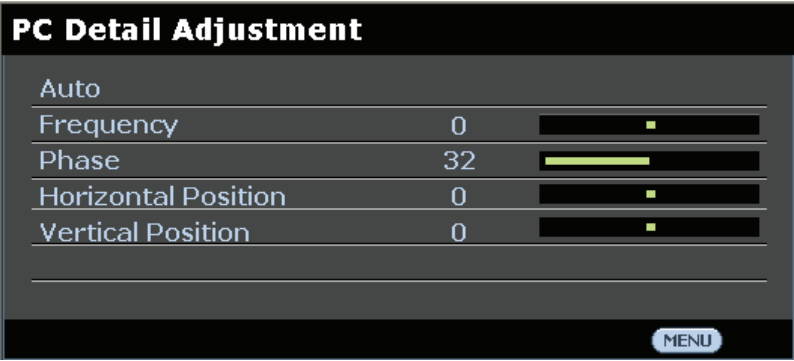 PC Detail Adjustment
Auto
Frequency 0
Phase 32
Horizontal Position 0
Vertical Position 0
MENU